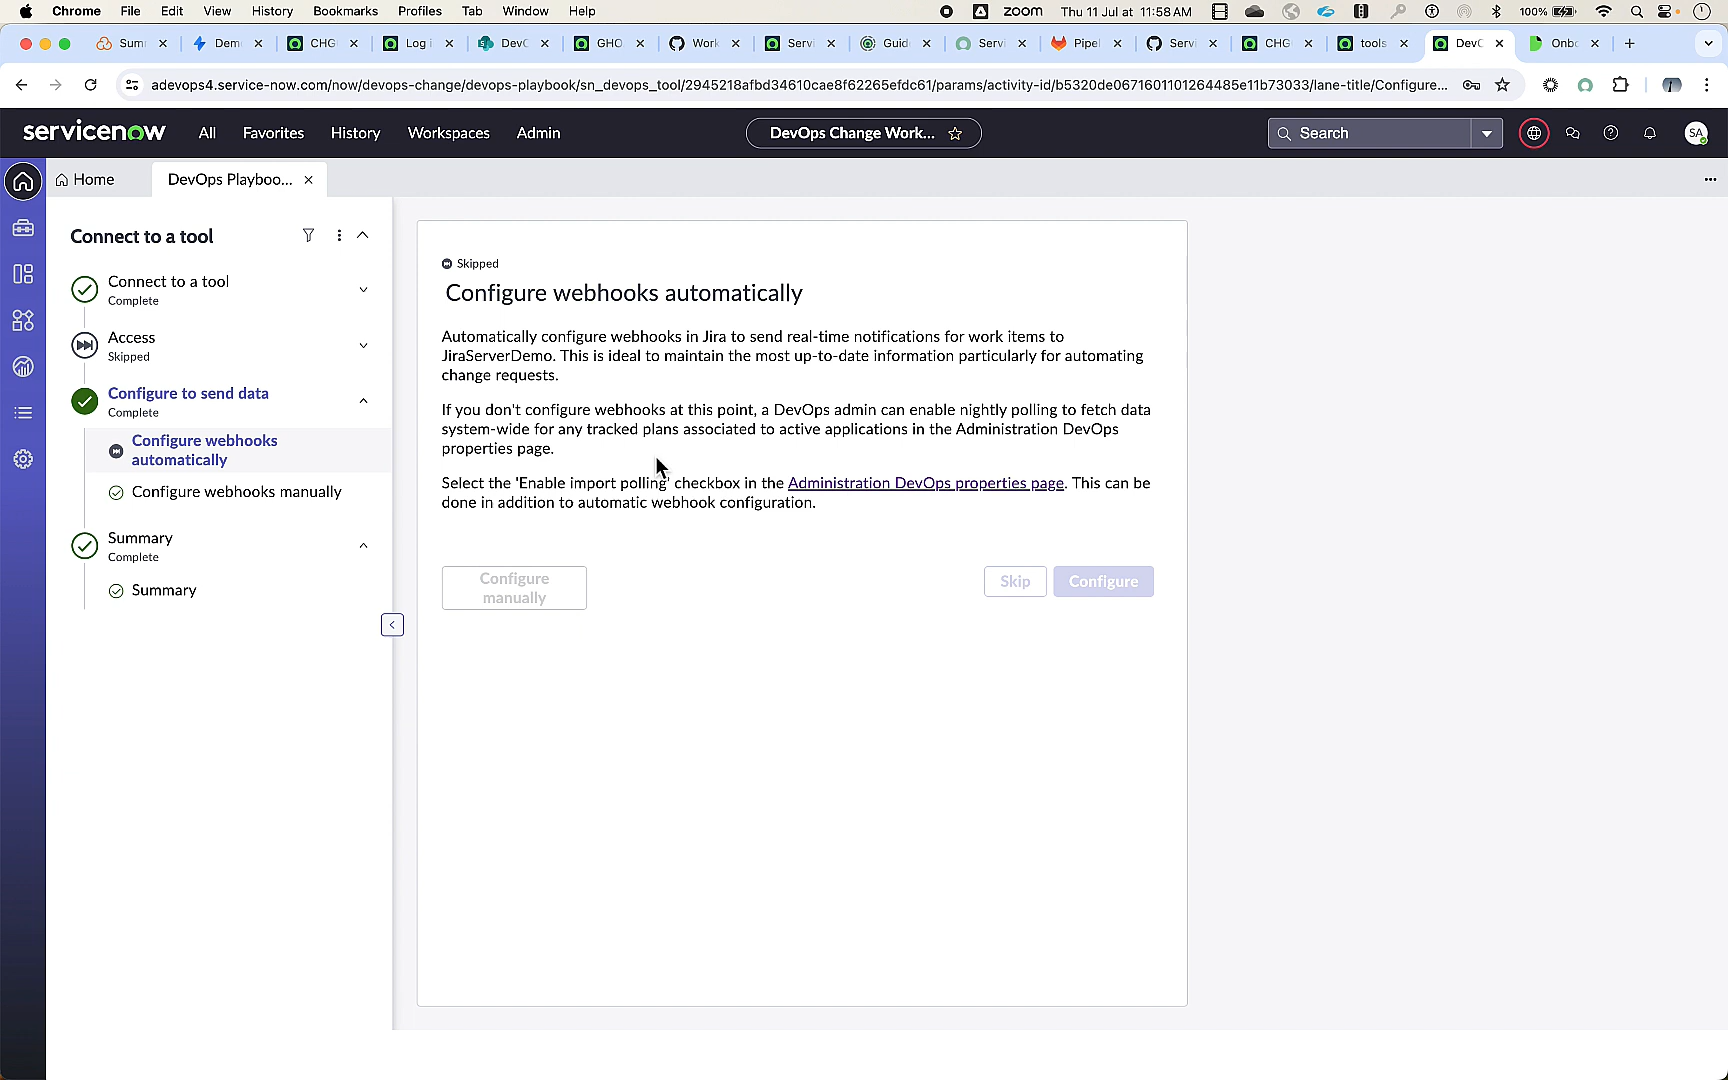 Chrome File Edit View History Bookmarks Profiles Tab Window Help zoom Thu 11 Jul at 11:58 AM 100%
Sum Dem CHG Log i DevC GHO Work Servi Guid Servi Pipel Servi CHG tools DevC Onbo
adevops4.service-now.com/now/devops-change/devops-playbook/sn_devops_tool/2945218afbd34610cae8f62265efdc61/params/activity-id/b5320de0671601101264485e11b73033/lane-title/Configure...
servicenow All Favorites History Workspaces Admin DevOps Change Work... Search SA
Home DevOps Playboo...
Connect to a tool
Connect to a tool
Complete
Access
Skipped
Configure to send data
Complete
Configure webhooks
automatically
Configure webhooks manually
Summary
Complete
Summary
Skipped
Configure webhooks automatically
Automatically configure webhooks in Jira to send real-time notifications for work items to
JiraServerDemo. This is ideal to maintain the most up-to-date information particularly for automating
change requests.
If you don't configure webhooks at this point, a DevOps admin can enable nightly polling to fetch data
system-wide for any tracked plans associated to active applications in the Administration DevOps
properties page.
Select the 'Enable import polling' checkbox in the Administration DevOps properties page. This can be
done in addition to automatic webhook configuration.
Configure
manually
Skip Configure